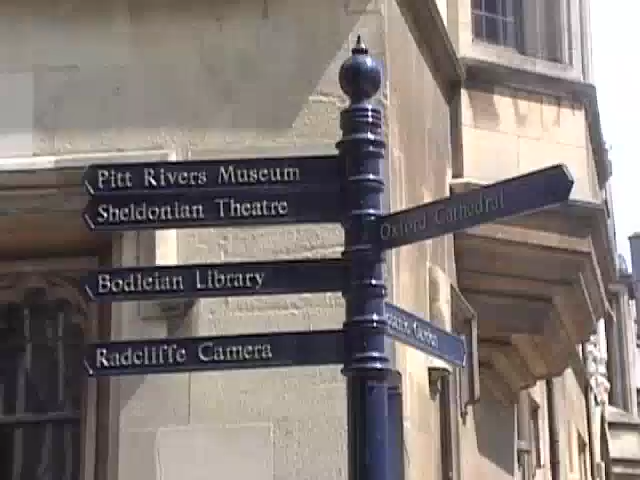 Pitt Rivers Museum
Sheldonian Theatre
Oxford Cathedral
Bodleian Library
Radcliffe Camera